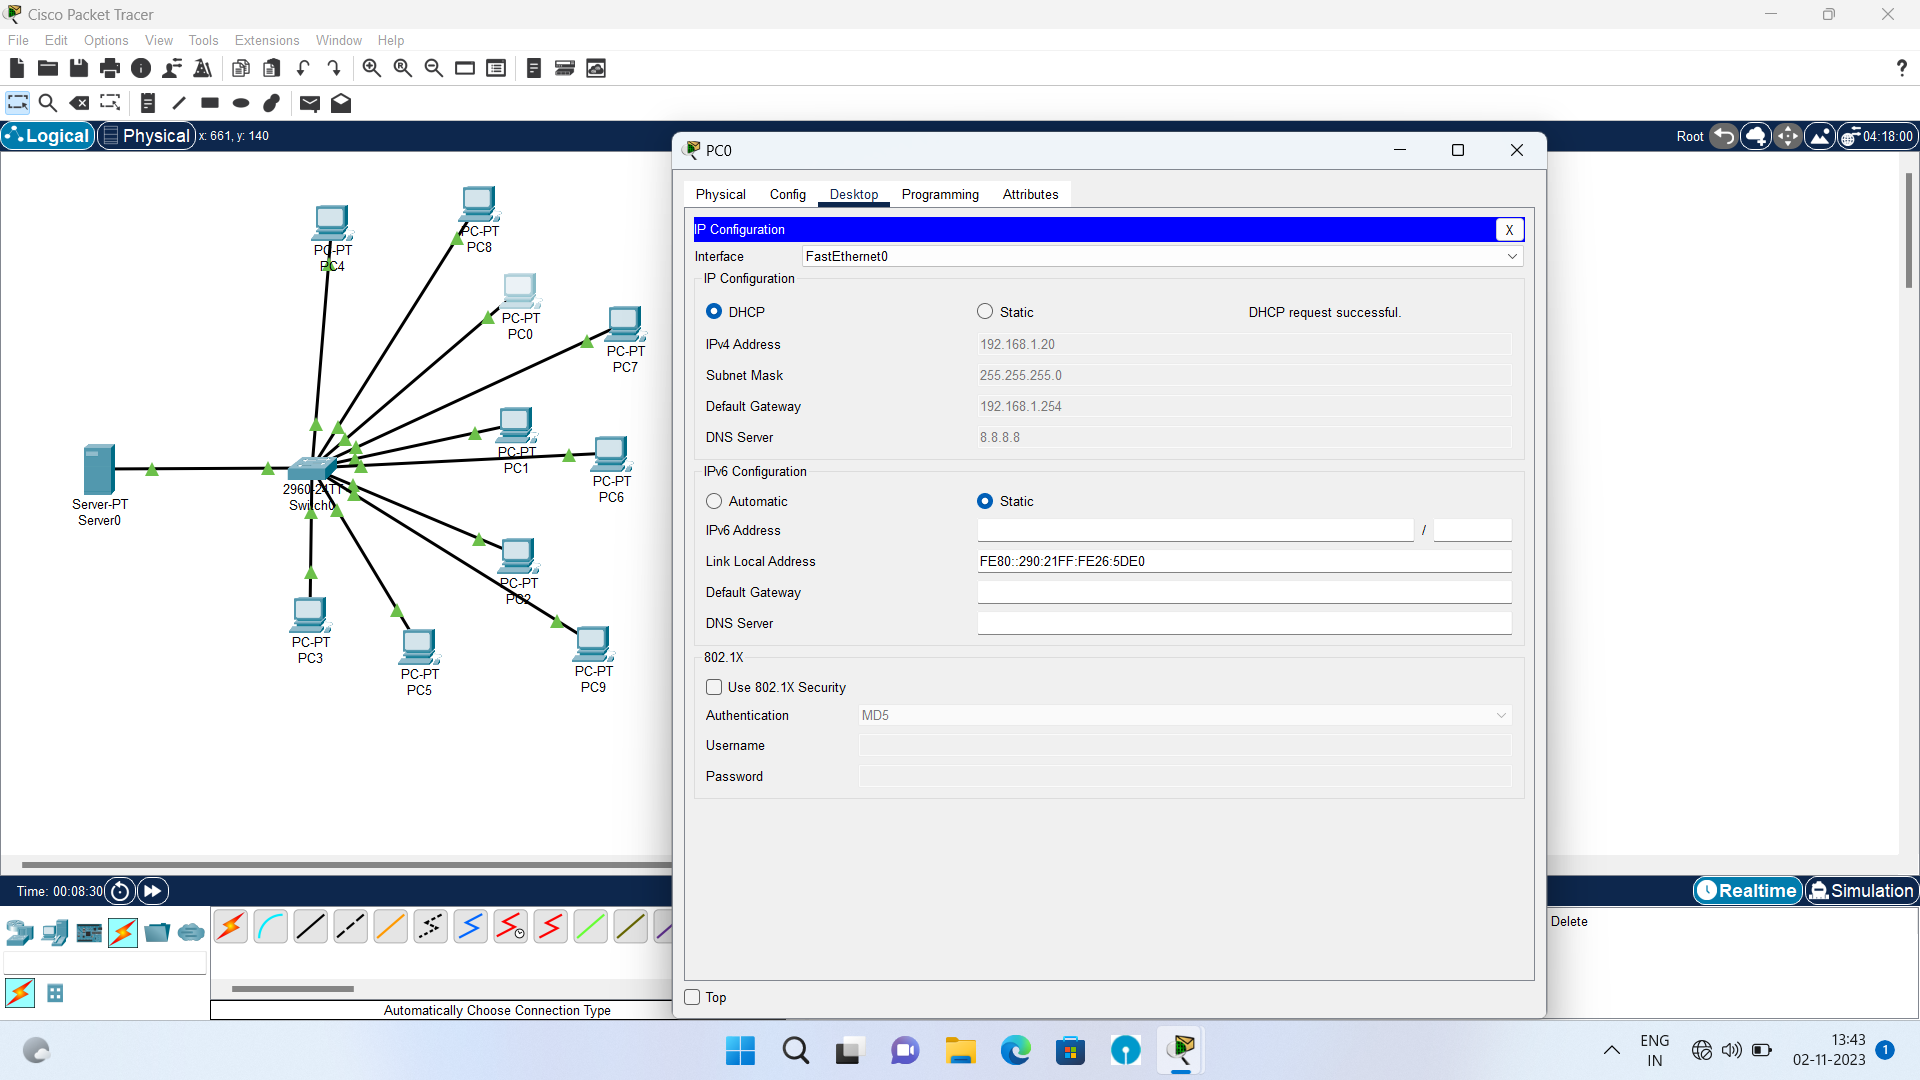 Cisco Packet Tracer
File Edit Options View Tools Extensions Window Help
?
Logical Physical x: 661, y: 140
Root 04:18:00
PC-PT
PC4
PC-PT
PC8
PC-PT
PC0
PC-PT
PC7
PC-PT
PC1
PC-PT
PC6
Server-PT
Server0
2960-24TT
Switch0
PC-PT
PC2
PC-PT
PC3
PC-PT
PC5
PC-PT
PC9
PC0
Physical Config Desktop Programming Attributes
IP Configuration X
Interface FastEthernet0
IP Configuration
DHCP Static DHCP request successful.
IPv4 Address 192.168.1.20
Subnet Mask 255.255.255.0
Default Gateway 192.168.1.254
DNS Server 8.8.8.8
IPv6 Configuration
Automatic Static
IPv6 Address /
Link Local Address FE80::290:21FF:FE26:5DE0
Default Gateway
DNS Server
802.1X
Use 802.1X Security
Authentication MD5
Username
Password
Top
Time: 00:08:30
Realtime Simulation
Delete
Automatically Choose Connection Type
ENG
IN
13:43
02-11-2023
1